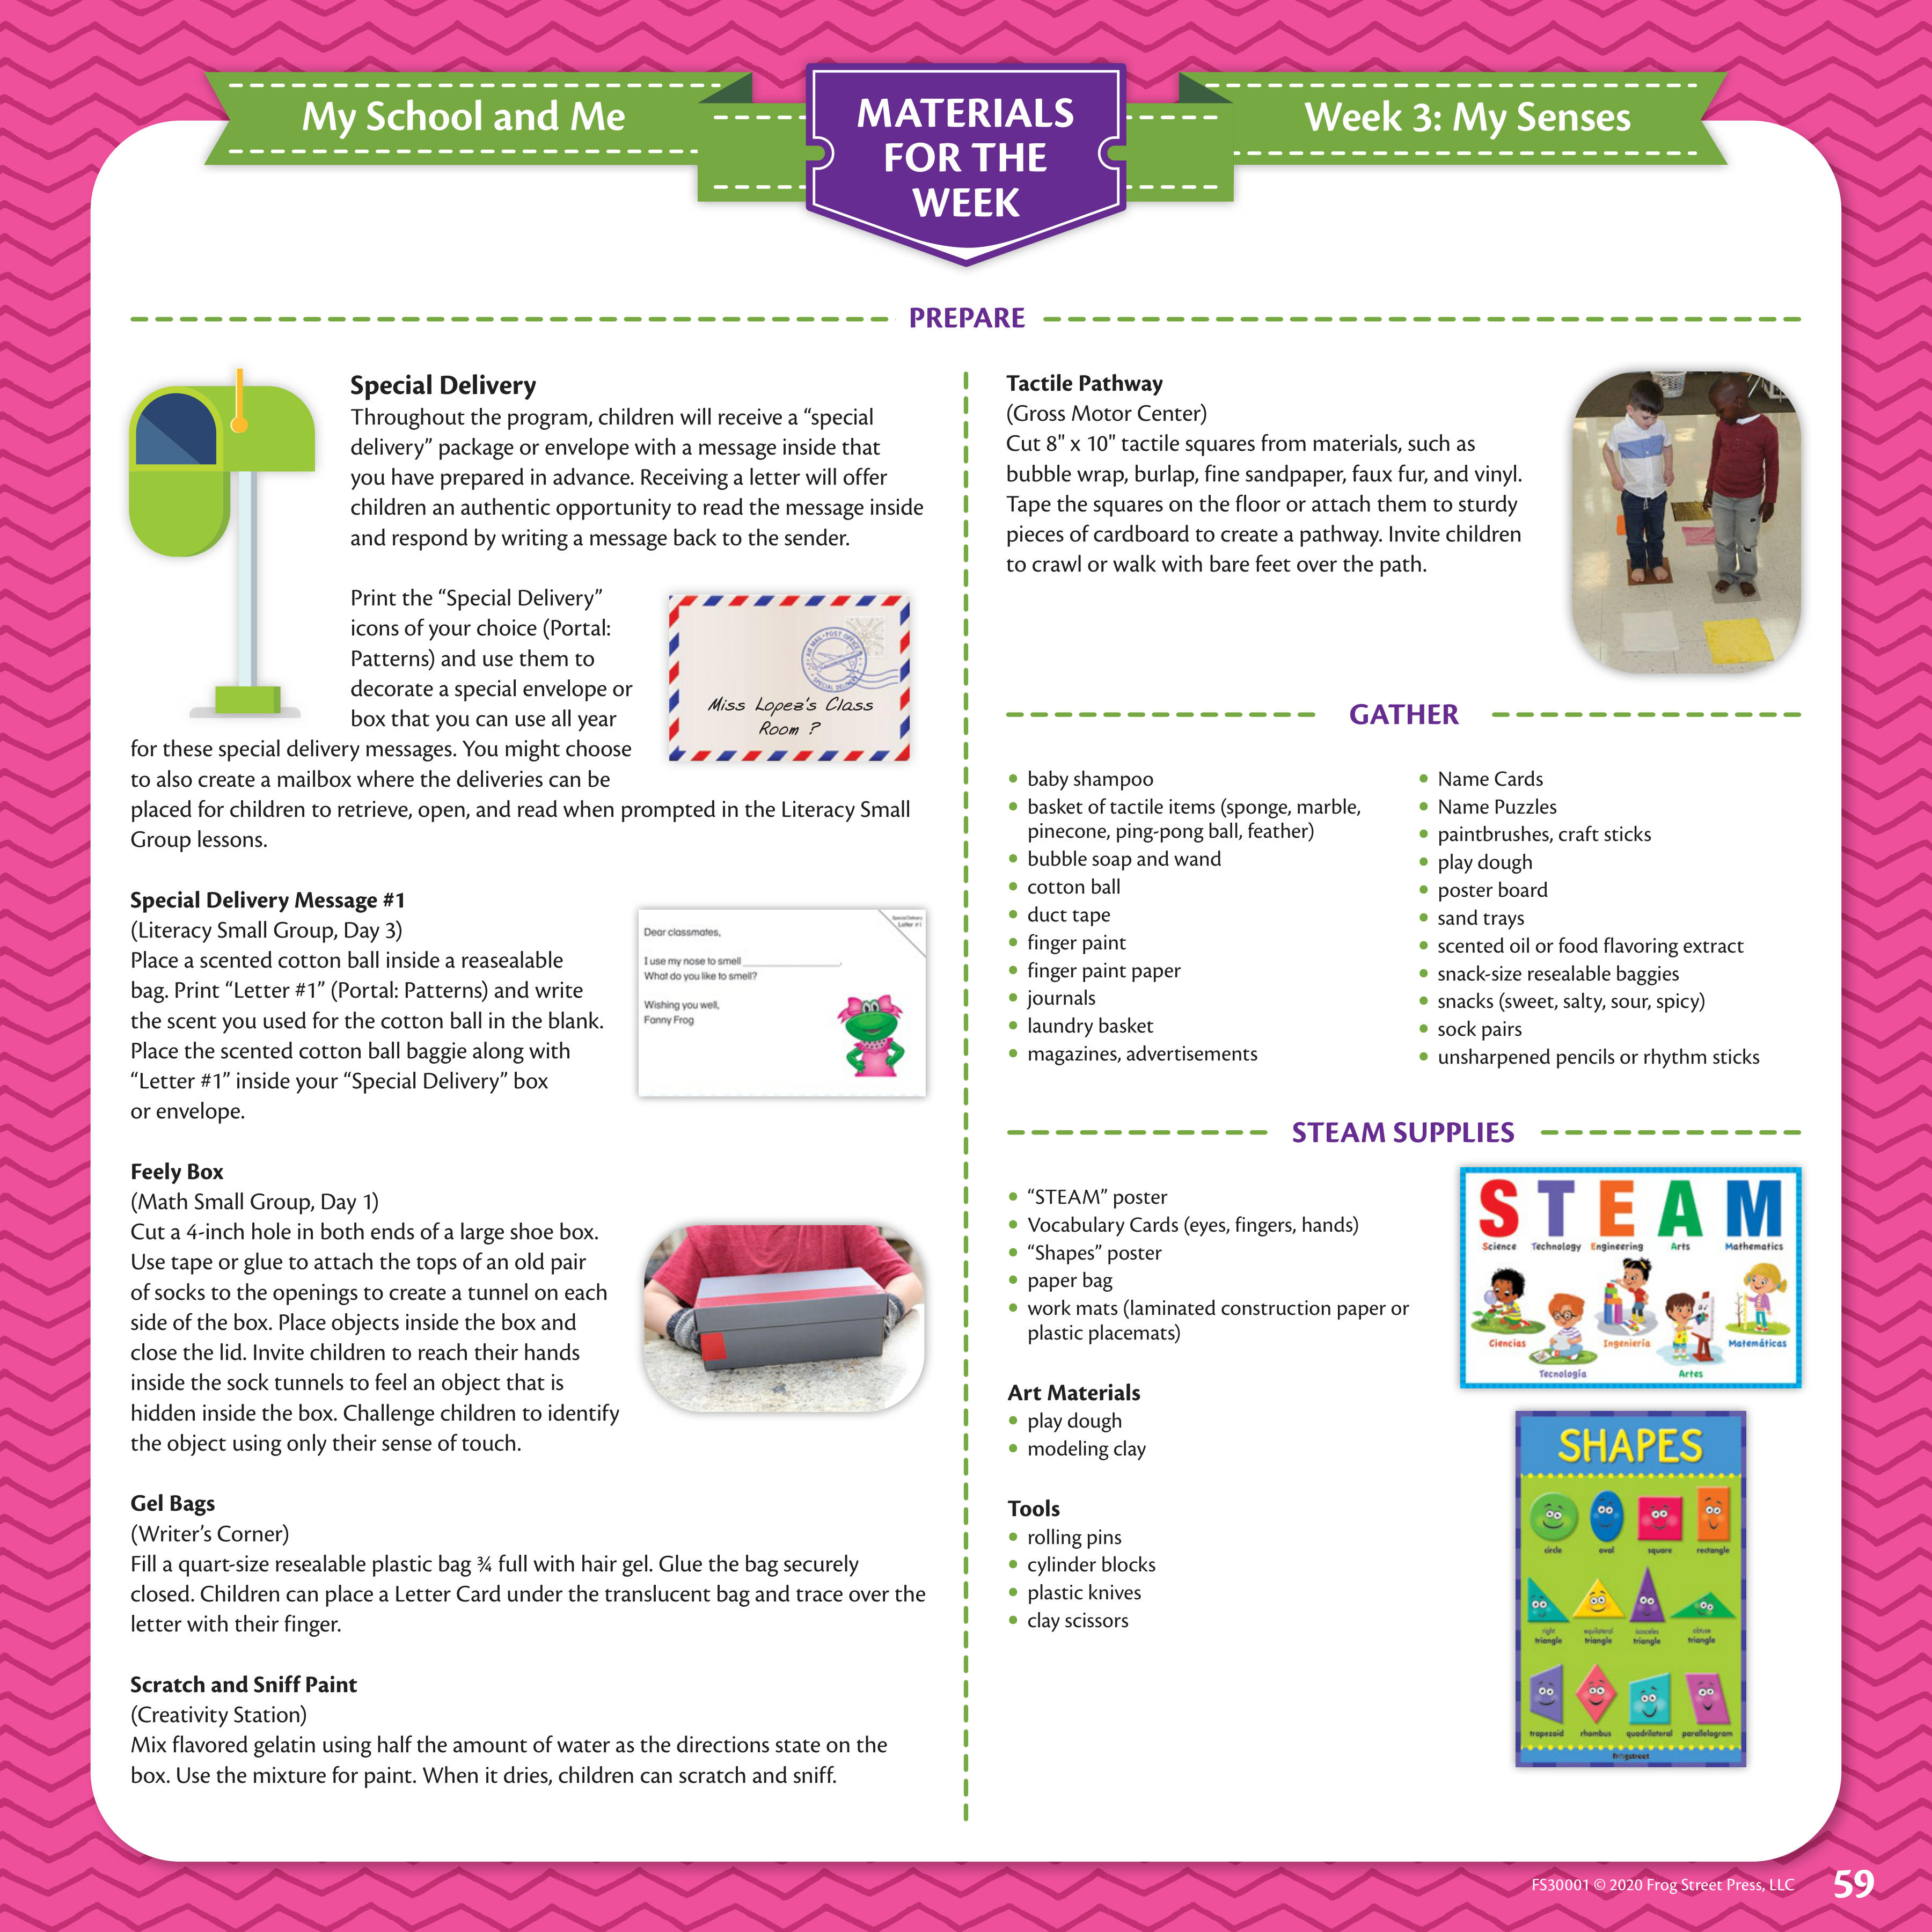 My School and Me
MATERIALS
FOR THE
WEEK
Week 3: My Senses
PREPARE
Special Delivery
Throughout the program, children will receive a “special
delivery” package or envelope with a message inside that
you have prepared in advance. Receiving a letter will offer
children an authentic opportunity to read the message inside
and respond by writing a message back to the sender.
Print the “Special Delivery”
icons of your choice (Portal:
Patterns) and use them to
decorate a special envelope or
box that you can use all year
for these special delivery messages. You might choose
to also create a mailbox where the deliveries can be
placed for children to retrieve, open, and read when prompted in the Literacy Small
Group lessons.
AIR MAIL • POST OFFICE
SPECIAL DELIVERY
Miss Lopez's Class
Room ?
Special Delivery Message #1
(Literacy Small Group, Day 3)
Place a scented cotton ball inside a reasealable
bag. Print “Letter #1” (Portal: Patterns) and write
the scent you used for the cotton ball in the blank.
Place the scented cotton ball baggie along with
“Letter #1” inside your “Special Delivery” box
or envelope.
Special Delivery
Letter #1
Dear classmates,
I use my nose to smell ____________________.
What do you like to smell?
Wishing you well,
Fanny Frog
Feely Box
(Math Small Group, Day 1)
Cut a 4-inch hole in both ends of a large shoe box.
Use tape or glue to attach the tops of an old pair
of socks to the openings to create a tunnel on each
side of the box. Place objects inside the box and
close the lid. Invite children to reach their hands
inside the sock tunnels to feel an object that is
hidden inside the box. Challenge children to identify
the object using only their sense of touch.
Gel Bags
(Writer’s Corner)
Fill a quart-size resealable plastic bag ¾ full with hair gel. Glue the bag securely
closed. Children can place a Letter Card under the translucent bag and trace over the
letter with their finger.
Scratch and Sniff Paint
(Creativity Station)
Mix flavored gelatin using half the amount of water as the directions state on the
box. Use the mixture for paint. When it dries, children can scratch and sniff.
Tactile Pathway
(Gross Motor Center)
Cut 8" x 10" tactile squares from materials, such as
bubble wrap, burlap, fine sandpaper, faux fur, and vinyl.
Tape the squares on the floor or attach them to sturdy
pieces of cardboard to create a pathway. Invite children
to crawl or walk with bare feet over the path.
GATHER
• baby shampoo
• basket of tactile items (sponge, marble,
pinecone, ping-pong ball, feather)
• bubble soap and wand
• cotton ball
• duct tape
• finger paint
• finger paint paper
• journals
• laundry basket
• magazines, advertisements
• Name Cards
• Name Puzzles
• paintbrushes, craft sticks
• play dough
• poster board
• sand trays
• scented oil or food flavoring extract
• snack-size resealable baggies
• snacks (sweet, salty, sour, spicy)
• sock pairs
• unsharpened pencils or rhythm sticks
STEAM SUPPLIES
• “STEAM” poster
• Vocabulary Cards (eyes, fingers, hands)
• “Shapes” poster
• paper bag
• work mats (laminated construction paper or
plastic placemats)
Art Materials
• play dough
• modeling clay
Tools
• rolling pins
• cylinder blocks
• plastic knives
• clay scissors
STEAM
Science Technology Engineering Arts Mathematics
Ciencias Ingeniería Matemáticas
Tecnología Artes
SHAPES
circle oval square rectangle
right equilateral isosceles obtuse
triangle triangle triangle triangle
trapezoid rhombus quadrilateral parallelogram
frogstreet
FS30001 © 2020 Frog Street Press, LLC 59